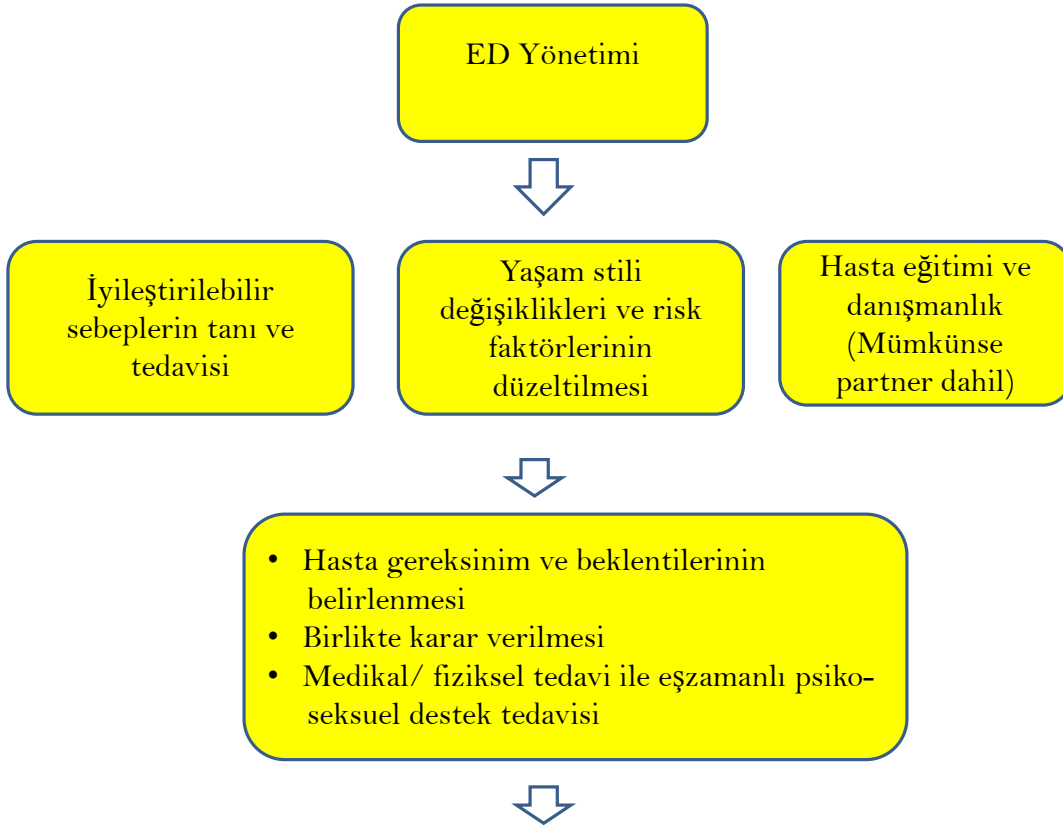 ED Yönetimi
İyileştirilebilir
sebeplerin tanı ve
tedavisi
Yaşam stili
değişiklikleri ve risk
faktörlerinin
düzeltilmesi
Hasta eğitimi ve
danışmanlık
(Mümkünse
partner dahil)
• Hasta gereksinim ve beklentilerinin
belirlenmesi
• Birlikte karar verilmesi
• Medikal/ fiziksel tedavi ile eşzamanlı psiko-
seksuel destek tedavisi